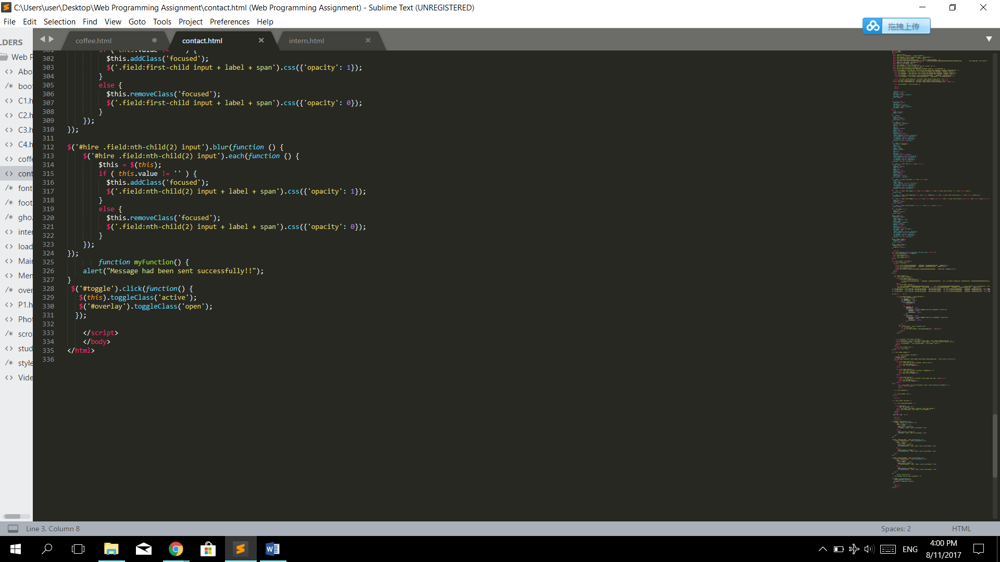 C:\Users\user\Desktop\Web Programming Assignment\contact.html (Web Programming Assignment) - Sublime Text (UNREGISTERED)
File Edit Selection Find View Goto Tools Project Preferences Help
拖拽上传
LDERS
coffee.html
contact.html
intern.html
Web P
Abo
boo
C1.h
C2.h
C3.h
C4.h
coffe
cont
font
foot
gho
inter
load
Mai
Men
over
P1.h
Pho
scro
stud
style
Vide
301 if ( this.value != '' ) {
302 $this.addClass('focused');
303 $('.field:first-child input + label + span').css({'opacity': 1});
304 }
305 else {
306 $this.removeClass('focused');
307 $('.field:first-child input + label + span').css({'opacity': 0});
308 }
309 });
310 });
311
312 $('#hire .field:nth-child(2) input').blur(function () {
313 $('#hire .field:nth-child(2) input').each(function () {
314 $this = $(this);
315 if ( this.value != '' ) {
316 $this.addClass('focused');
317 $('.field:nth-child(2) input + label + span').css({'opacity': 1});
318 }
319 else {
320 $this.removeClass('focused');
321 $('.field:nth-child(2) input + label + span').css({'opacity': 0});
322 }
323 });
324 });
325 function myFunction() {
326 alert("Message had been sent successfully!!");
327 }
328 $('#toggle').click(function() {
329 $(this).toggleClass('active');
330 $('#overlay').toggleClass('open');
331 });
332
333 </script>
334 </body>
335 </html>
336
Line 3, Column 8
Spaces: 2
HTML
ENG
4:00 PM
8/11/2017